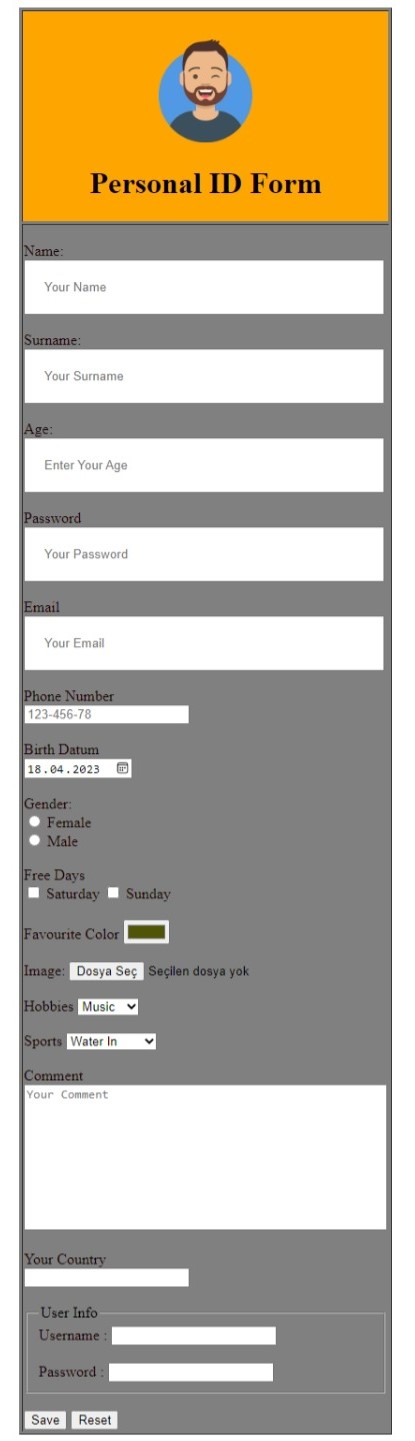 Personal ID Form
Name:
Your Name
Surname:
Your Surname
Age:
Enter Your Age
Password
Your Password
Email
Your Email
Phone Number
123-456-78
Birth Datum
18.04.2023
Gender:
Female
Male
Free Days
Saturday Sunday
Favourite Color
Image: Dosya Seç Seçilen dosya yok
Hobbies Music
Sports Water In
Comment
Your Comment
Your Country
User Info
Username :
Password :
Save Reset